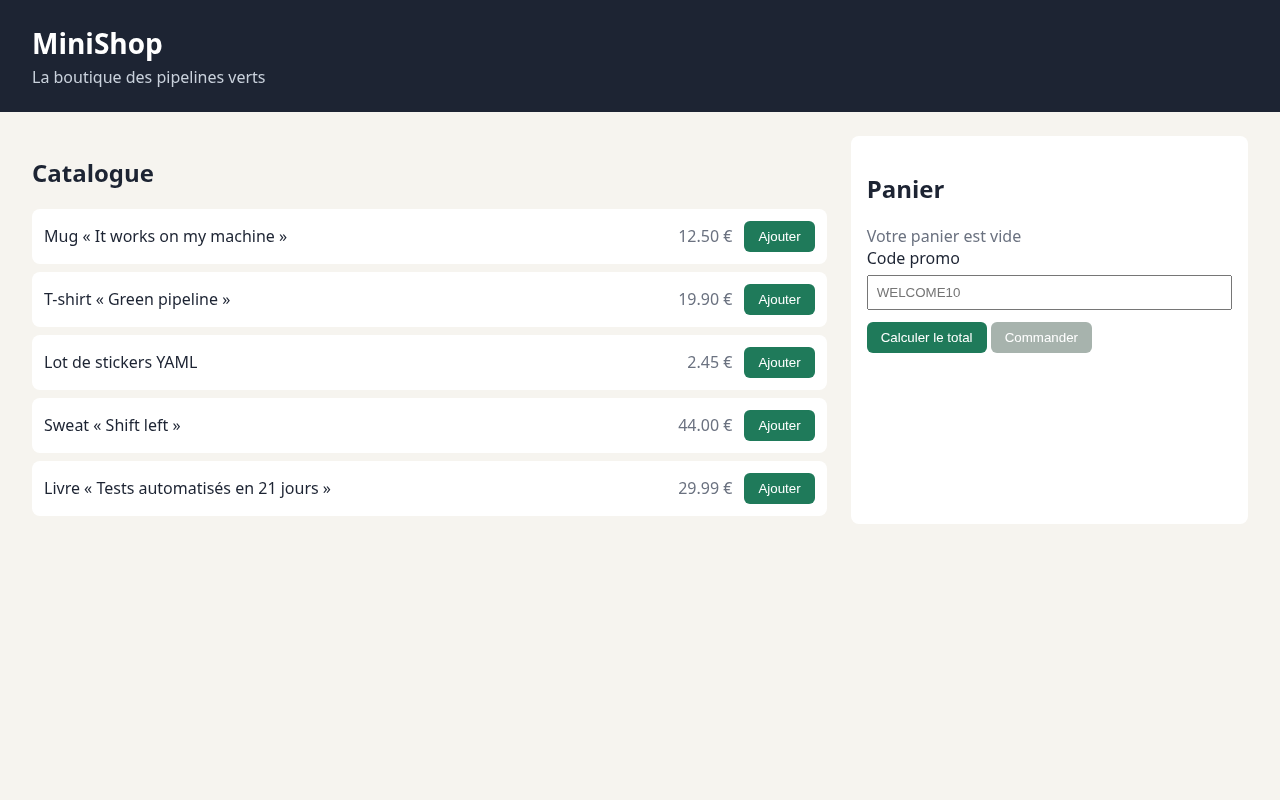 MiniShop
La boutique des pipelines verts
Catalogue
Mug « It works on my machine » 12.50 € Ajouter
T-shirt « Green pipeline » 19.90 € Ajouter
Lot de stickers YAML 2.45 € Ajouter
Sweat « Shift left » 44.00 € Ajouter
Livre « Tests automatisés en 21 jours » 29.99 € Ajouter
Panier
Votre panier est vide
Code promo
WELCOME10
Calculer le total Commander